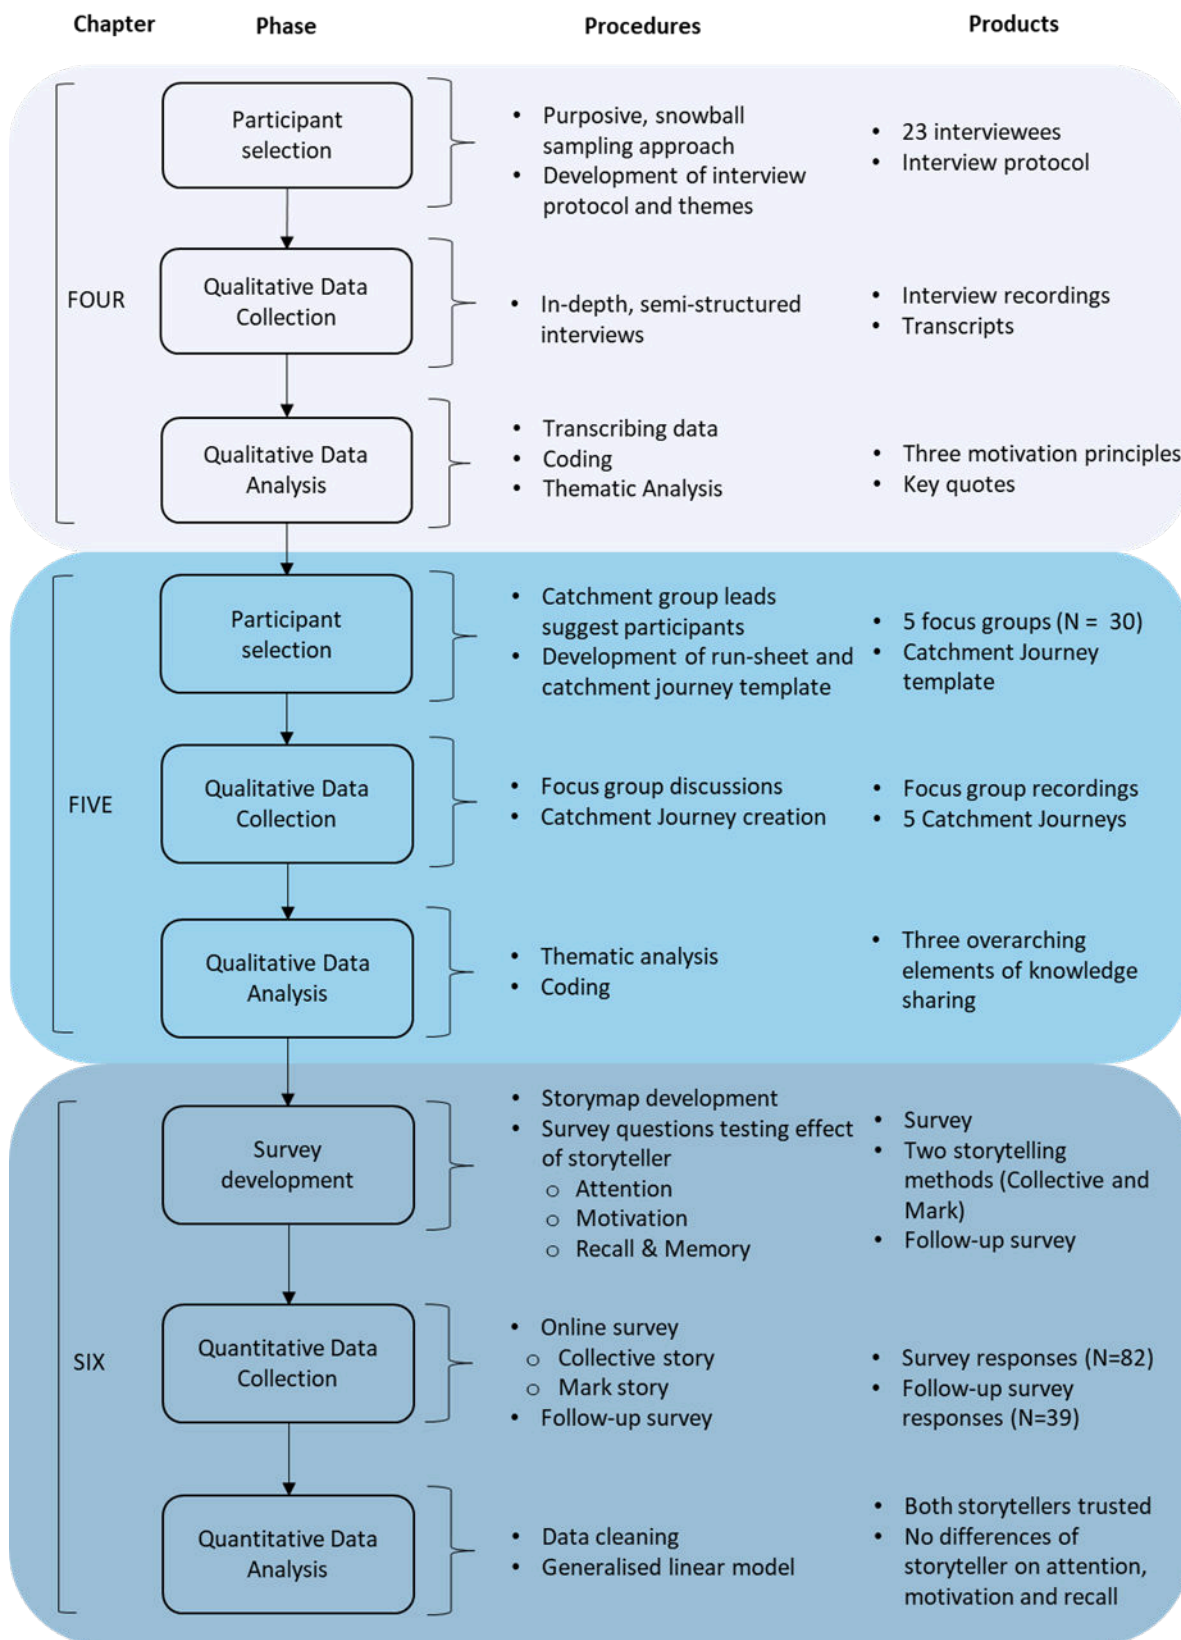 Chapter Phase Procedures Products
FOUR
Participant
selection
• Purposive, snowball
sampling approach
• Development of interview
protocol and themes
• 23 interviewees
• Interview protocol
Qualitative Data
Collection
• In-depth, semi-structured
interviews
• Interview recordings
• Transcripts
Qualitative Data
Analysis
• Transcribing data
• Coding
• Thematic Analysis
• Three motivation principles
• Key quotes
FIVE
Participant
selection
• Catchment group leads
suggest participants
• Development of run-sheet and
catchment journey template
• 5 focus groups (N = 30)
• Catchment Journey
template
Qualitative Data
Collection
• Focus group discussions
• Catchment Journey creation
• Focus group recordings
• 5 Catchment Journeys
Qualitative Data
Analysis
• Thematic analysis
• Coding
• Three overarching
elements of knowledge
sharing
SIX
Survey
development
• Storymap development
• Survey questions testing effect
of storyteller
o Attention
o Motivation
o Recall & Memory
• Survey
• Two storytelling
methods (Collective and
Mark)
• Follow-up survey
Quantitative Data
Collection
• Online survey
o Collective story
o Mark story
• Follow-up survey
• Survey responses (N=82)
• Follow-up survey
responses (N=39)
Quantitative Data
Analysis
• Data cleaning
• Generalised linear model
• Both storytellers trusted
• No differences of
storyteller on attention,
motivation and recall